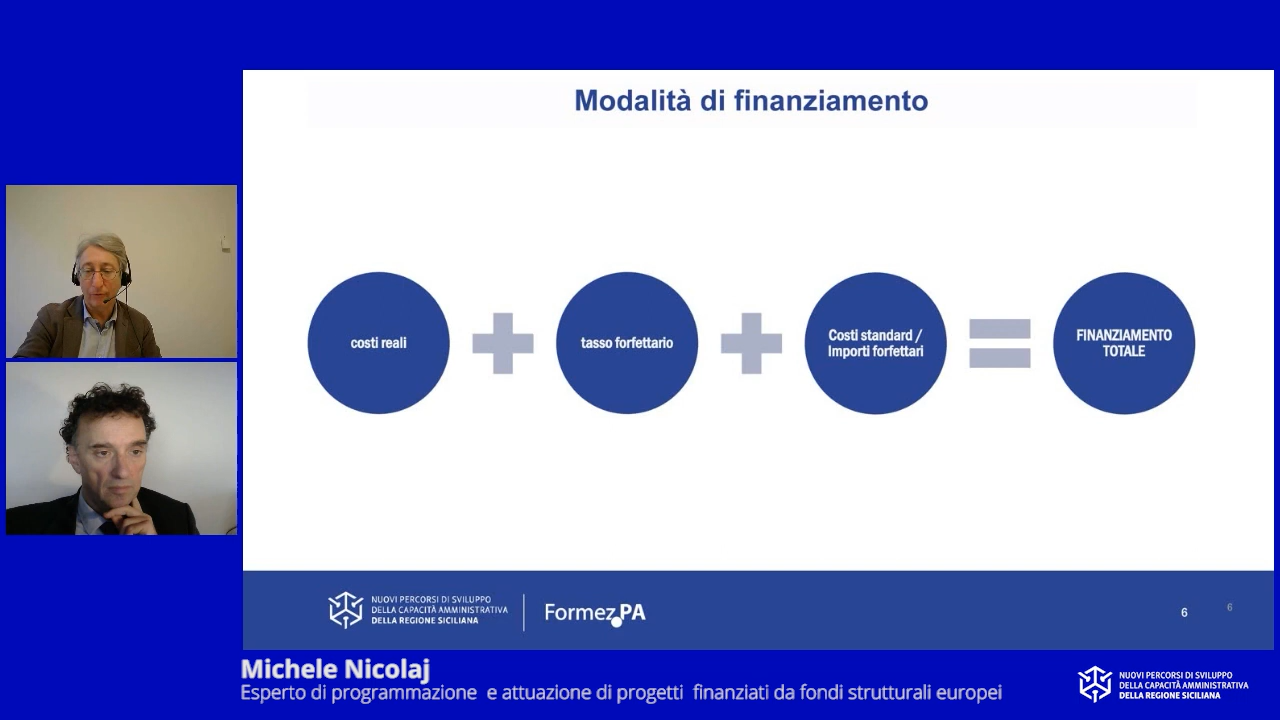 Modalità di finanziamento
costi reali
tasso forfettario
Costi standard /
Importi forfettari
FINANZIAMENTO
TOTALE
NUOVI PERCORSI DI SVILUPPO
DELLA CAPACITÀ AMMINISTRATIVA
DELLA REGIONE SICILIANA
Formez.PA
6
6
Michele Nicolaj
Esperto di programmazione e attuazione di progetti finanziati da fondi strutturali europei
NUOVI PERCORSI DI SVILUPPO
DELLA CAPACITÀ AMMINISTRATIVA
DELLA REGIONE SICILIANA